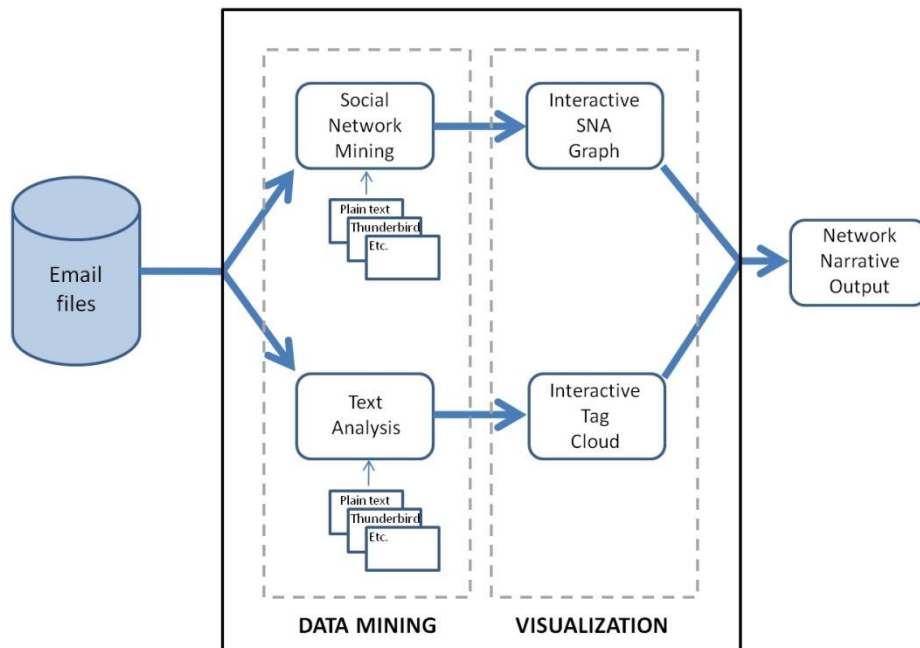 Email
files
Social
Network
Mining
Plain text
Thunderbird
Etc.
Text
Analysis
Plain text
Thunderbird
Etc.
DATA MINING
Interactive
SNA
Graph
Interactive
Tag
Cloud
VISUALIZATION
Network
Narrative
Output